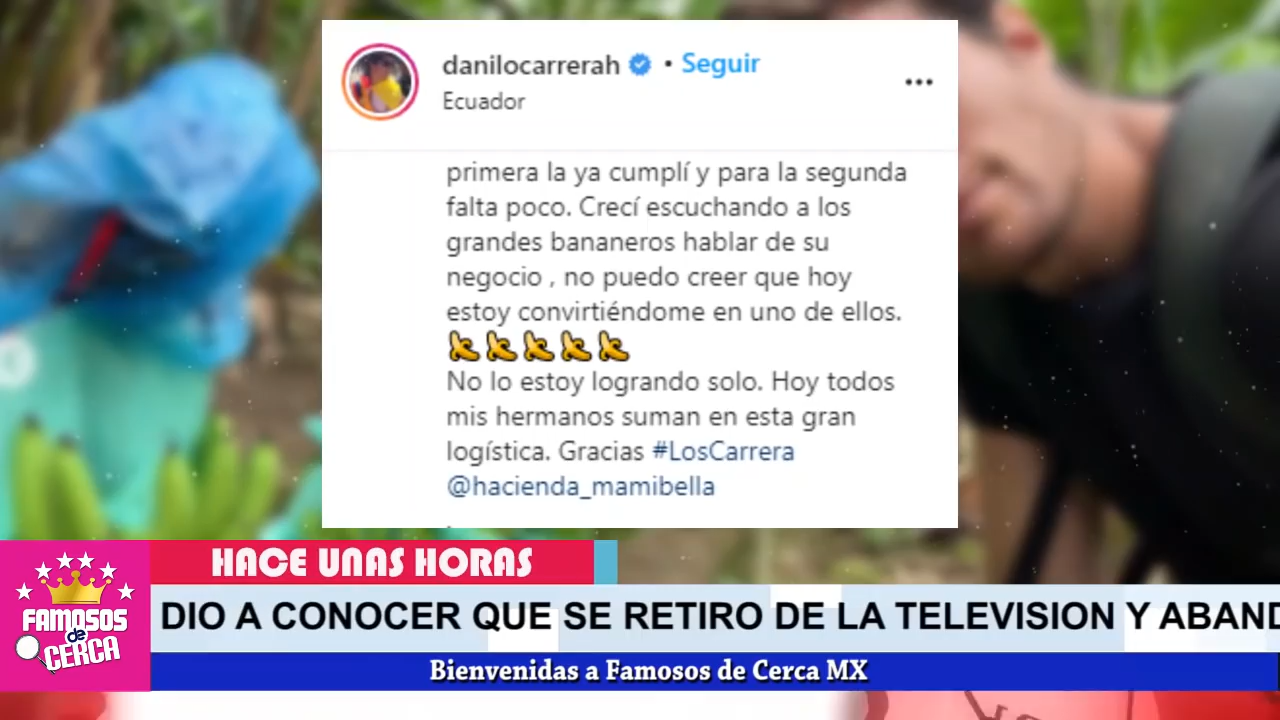 danilocarrerah • Seguir
Ecuador
primera la ya cumplí y para la segunda
falta poco. Crecí escuchando a los
grandes bananeros hablar de su
negocio , no puedo creer que hoy
estoy convirtiéndome en uno de ellos.
🍌🍌🍌🍌🍌
No lo estoy logrando solo. Hoy todos
mis hermanos suman en esta gran
logística. Gracias #LosCarrera
@hacienda_mamibella
HACE UNAS HORAS
DIO A CONOCER QUE SE RETIRO DE LA TELEVISION Y ABAND
FAMOSOS
de
CERCA
Bienvenidas a Famosos de Cerca MX